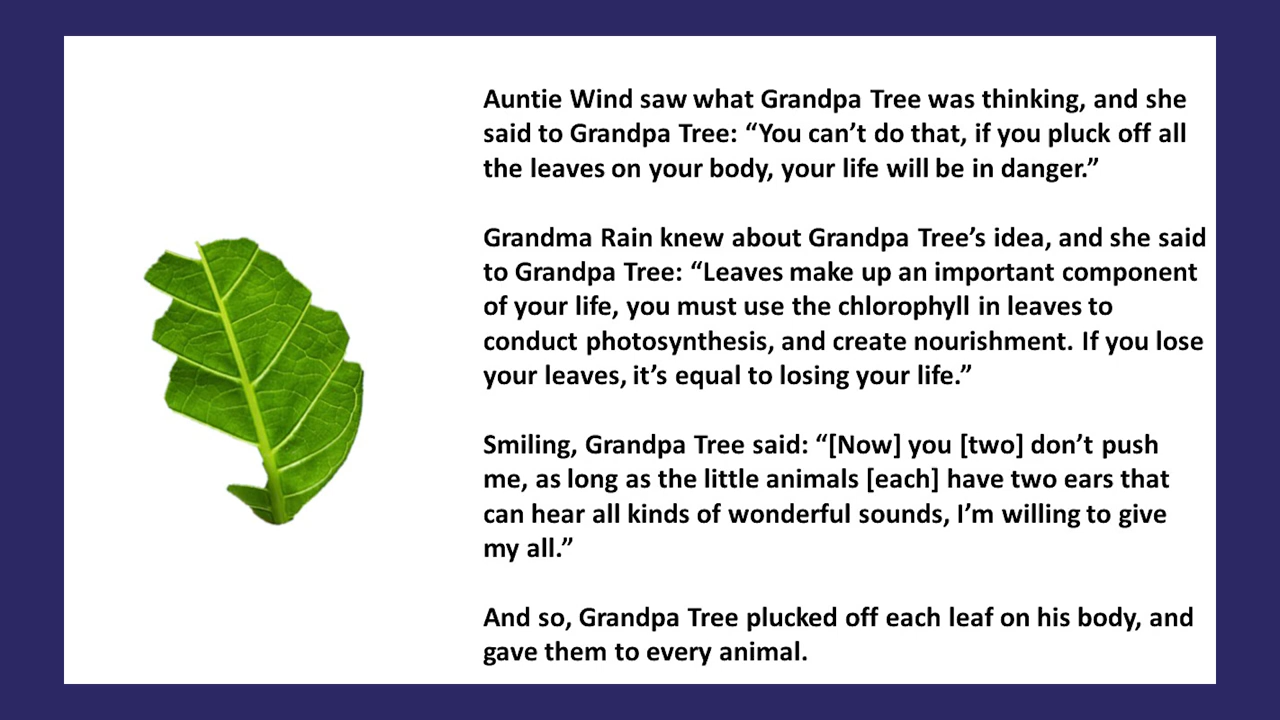 Auntie Wind saw what Grandpa Tree was thinking, and she
said to Grandpa Tree: “You can’t do that, if you pluck off all
the leaves on your body, your life will be in danger.”
Grandma Rain knew about Grandpa Tree’s idea, and she said
to Grandpa Tree: “Leaves make up an important component
of your life, you must use the chlorophyll in leaves to
conduct photosynthesis, and create nourishment. If you lose
your leaves, it’s equal to losing your life.”
Smiling, Grandpa Tree said: “[Now] you [two] don’t push
me, as long as the little animals [each] have two ears that
can hear all kinds of wonderful sounds, I’m willing to give
my all.”
And so, Grandpa Tree plucked off each leaf on his body, and
gave them to every animal.